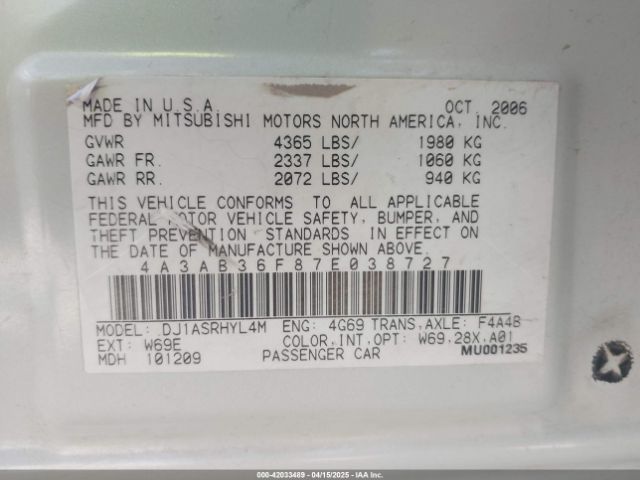 MADE IN U.S.A. OCT. 2006
MFD BY MITSUBISHI MOTORS NORTH AMERICA, INC.
GVWR 4365 LBS/ 1980 KG
GAWR FR. 2337 LBS/ 1060 KG
GAWR RR. 2072 LBS/ 940 KG
THIS VEHICLE CONFORMS TO ALL APPLICABLE
FEDERAL MOTOR VEHICLE SAFETY, BUMPER, AND
THEFT PREVENTION STANDARDS IN EFFECT ON
THE DATE OF MANUFACTURE SHOWN ABOVE.
4A3AB36F87E038727
MODEL: DJ1ASRHYL4M ENG: 4G69 TRANS,AXLE: F4A4B
EXT: W69E COLOR,INT,OPT: W69,28X,A01
MDH 101209 PASSENGER CAR MU001235
000-42033489 - 04/15/2025 - IAAI, Inc.